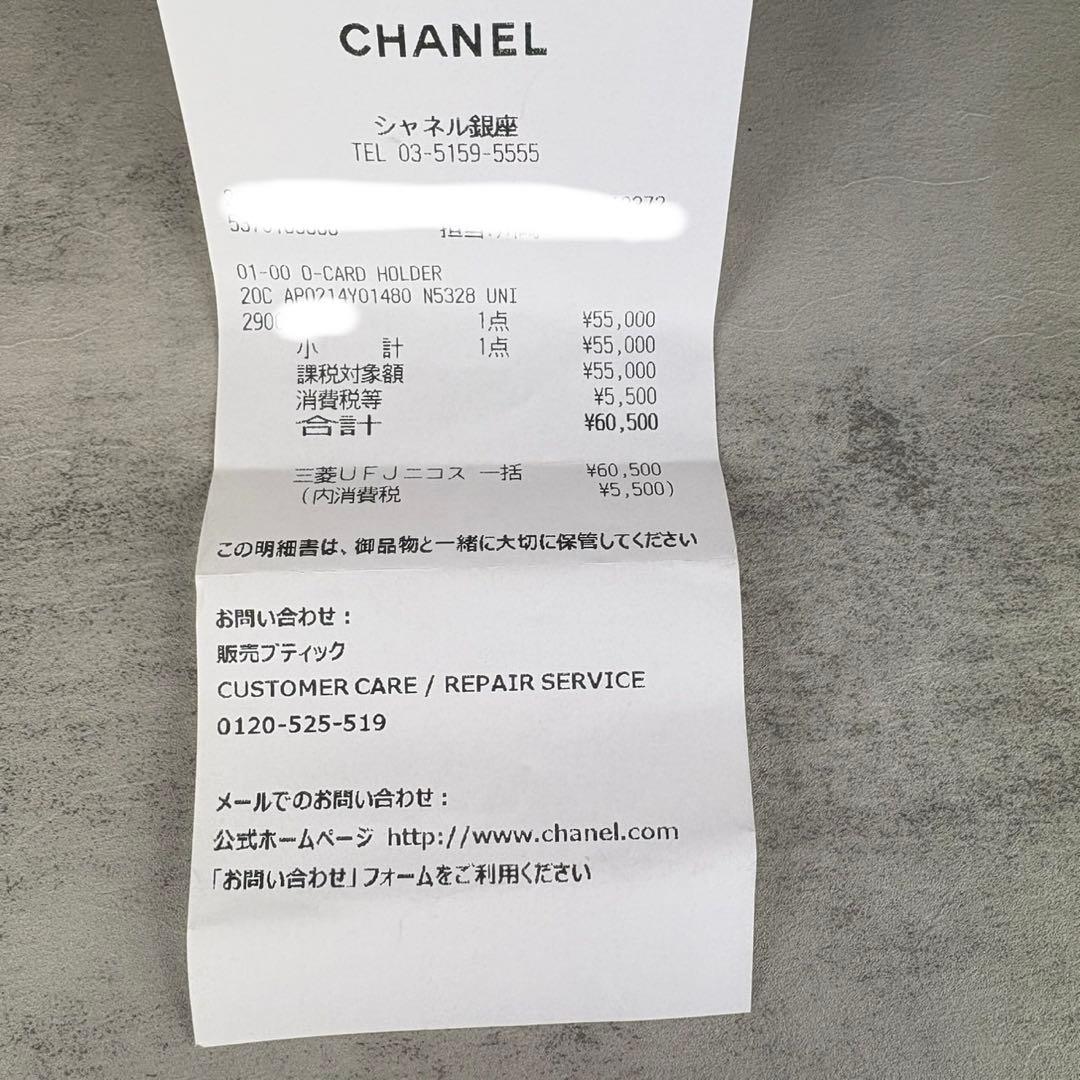 CHANEL
シャネル銀座
TEL 03-5159-5555
担当
01-00 O-CARD HOLDER
20C AP0214Y01480 N5328 UNI
290 1点 ¥55,000
小 計 1点 ¥55,000
課税対象額 ¥55,000
消費税等 ¥5,500
合計 ¥60,500
三菱UFJニコス 一括 ¥60,500
(内消費税 ¥5,500)
この明細書は、御品物と一緒に大切に保管してください
お問い合わせ：
販売ブティック
CUSTOMER CARE / REPAIR SERVICE
0120-525-519
メールでのお問い合わせ：
公式ホームページ http://www.chanel.com
「お問い合わせ」フォームをご利用ください